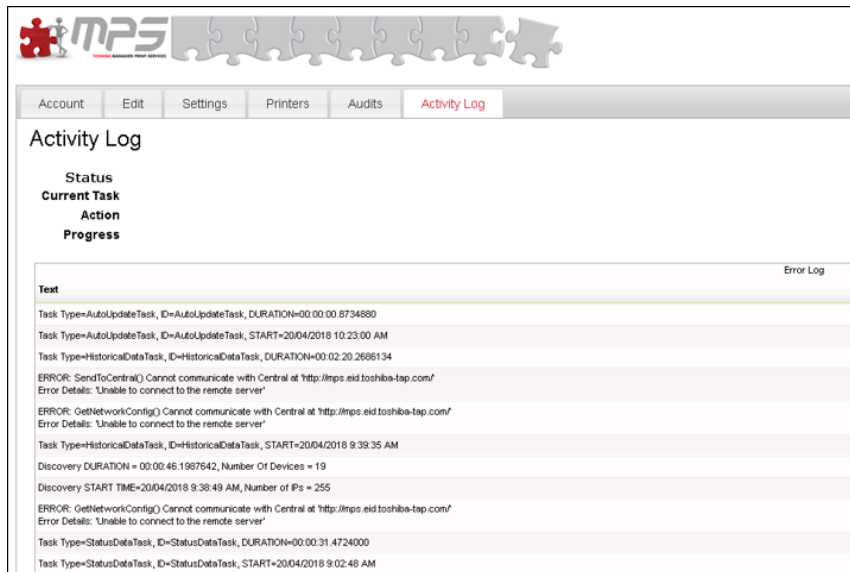 MPS
TOSHIBA MANAGED PRINT SERVICES
Account Edit Settings Printers Audits Activity Log
Activity Log
Status
Current Task
Action
Progress
Error Log
Text
Task Type=AutoUpdateTask, ID=AutoUpdateTask, DURATION=00:00:00.8734880
Task Type=AutoUpdateTask, ID=AutoUpdateTask, START=20/04/2018 10:23:00 AM
Task Type=HistoricalDataTask, ID=HistoricalDataTask, DURATION=00:02:20.2686134
ERROR: SendToCentral() Cannot communicate with Central at 'http://mps.eid.toshiba-tap.com/'
Error Details: 'Unable to connect to the remote server'
ERROR: GetNetworkConfig() Cannot communicate with Central at 'http://mps.eid.toshiba-tap.com/'
Error Details: 'Unable to connect to the remote server'
Task Type=HistoricalDataTask, ID=HistoricalDataTask, START=20/04/2018 9:39:35 AM
Discovery DURATION = 00:00:46.1987642, Number Of Devices = 19
Discovery START TIME=20/04/2018 9:38:49 AM, Number of IPs = 255
ERROR: GetNetworkConfig() Cannot communicate with Central at 'http://mps.eid.toshiba-tap.com/'
Error Details: 'Unable to connect to the remote server'
Task Type=StatusDataTask, ID=StatusDataTask, DURATION=00:00:31.4724000
Task Type=StatusDataTask, ID=StatusDataTask, START=20/04/2018 9:02:48 AM